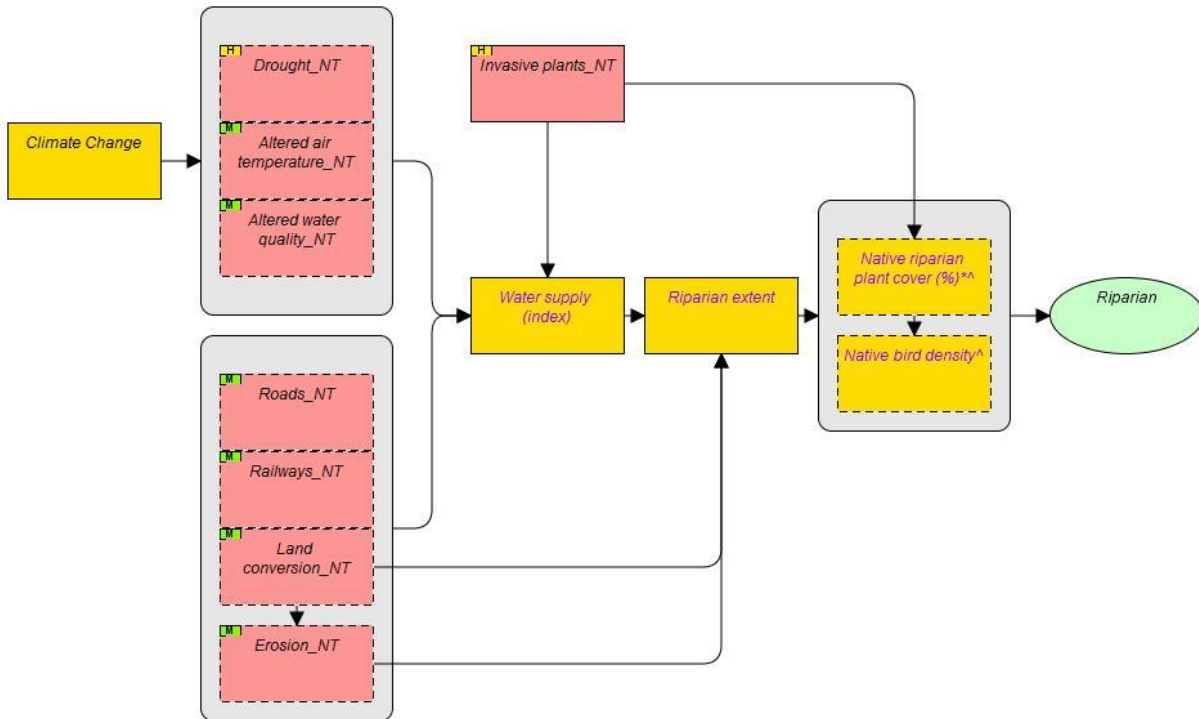 H
Drought_NT
M
Altered air
temperature_NT
M
Altered water
quality_NT
Climate Change
H
Invasive plants_NT
Water supply
(index)
Riparian extent
Native riparian
plant cover (%)*^
Native bird density^
Riparian
M
Roads_NT
M
Railways_NT
M
Land
conversion_NT
M
Erosion_NT